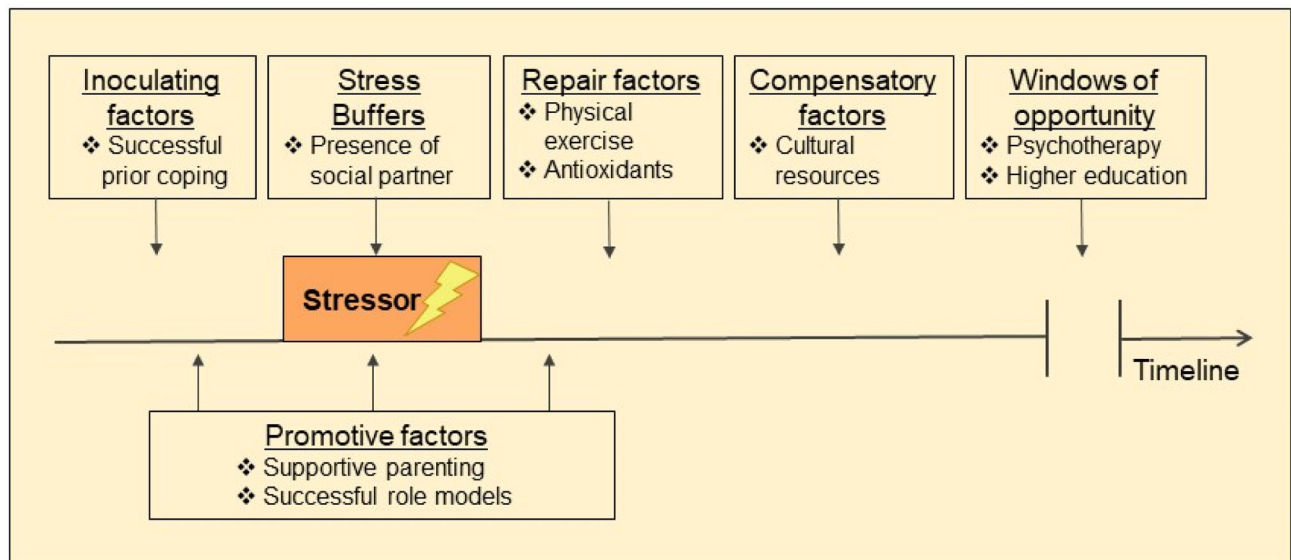 Inoculating
factors
❖ Successful
prior coping
Stress
Buffers
❖ Presence of
social partner
Repair factors
❖ Physical
exercise
❖ Antioxidants
Compensatory
factors
❖ Cultural
resources
Windows of
opportunity
❖ Psychotherapy
❖ Higher education
Stressor
Timeline
Promotive factors
❖ Supportive parenting
❖ Successful role models